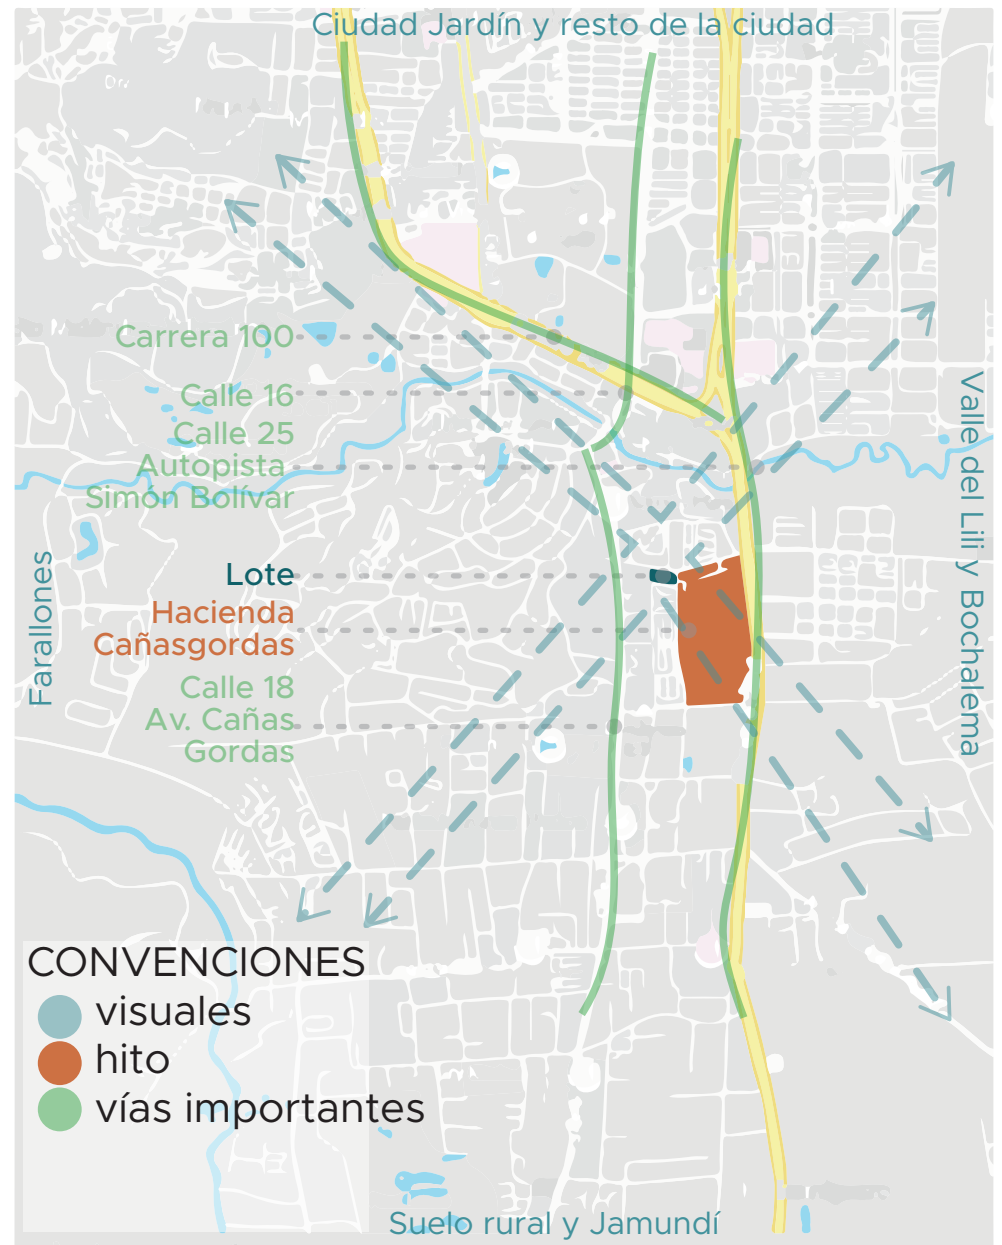 Ciudad Jardín y resto de la ciudad
Carrera 100
Calle 16
Calle 25
Autopista
Simón Bolívar
Lote
Hacienda
Cañasgordas
Calle 18
Av. Cañas
Gordas
Farallones
Valle del Lili y Bochalema
CONVENCIONES
visuales
hito
vías importantes
Suelo rural y Jamundí